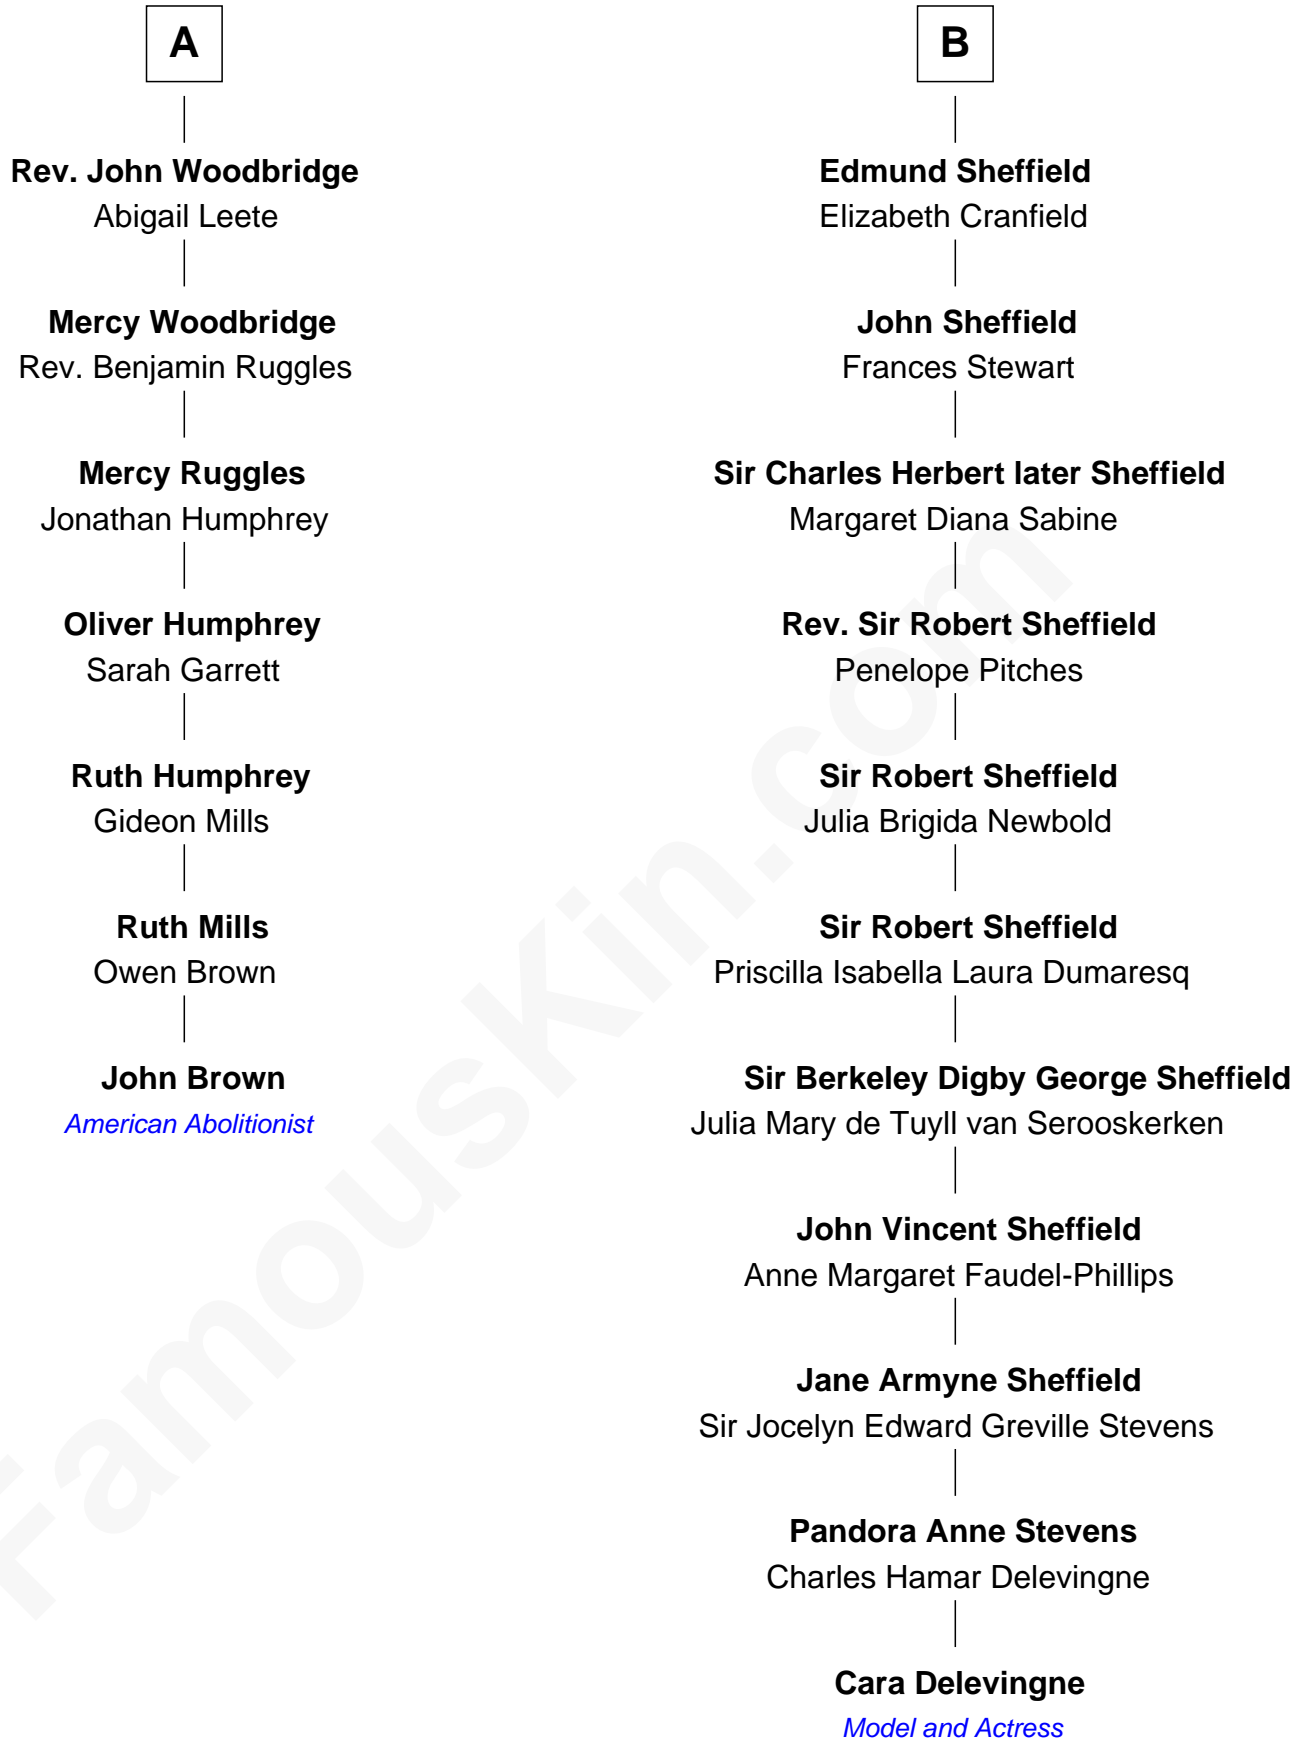 A
Rev. John Woodbridge
Abigail Leete
Mercy Woodbridge
Rev. Benjamin Ruggles
Mercy Ruggles
Jonathan Humphrey
Oliver Humphrey
Sarah Garrett
Ruth Humphrey
Gideon Mills
Ruth Mills
Owen Brown
John Brown
American Abolitionist
B
Edmund Sheffield
Elizabeth Cranfield
John Sheffield
Frances Stewart
Sir Charles Herbert later Sheffield
Margaret Diana Sabine
Rev. Sir Robert Sheffield
Penelope Pitches
Sir Robert Sheffield
Julia Brigida Newbold
Sir Robert Sheffield
Priscilla Isabella Laura Dumaresq
Sir Berkeley Digby George Sheffield
Julia Mary de Tuyll van Serooskerken
John Vincent Sheffield
Anne Margaret Faudel-Phillips
Jane Armyne Sheffield
Sir Jocelyn Edward Greville Stevens
Pandora Anne Stevens
Charles Hamar Delevingne
Cara Delevingne
Model and Actress
FamousKin.com